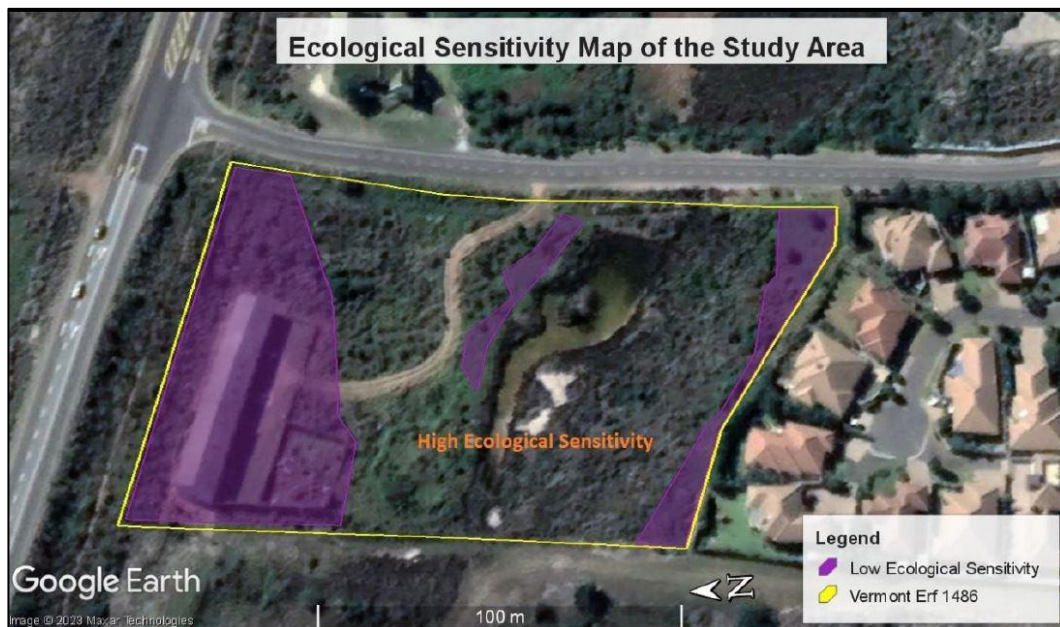 Ecological Sensitivity Map of the Study Area
High Ecological Sensitivity
Legend
Low Ecological Sensitivity
Vermont Erf 1486
Google Earth
N
100 m
Image © 2023 Maxar Technologies